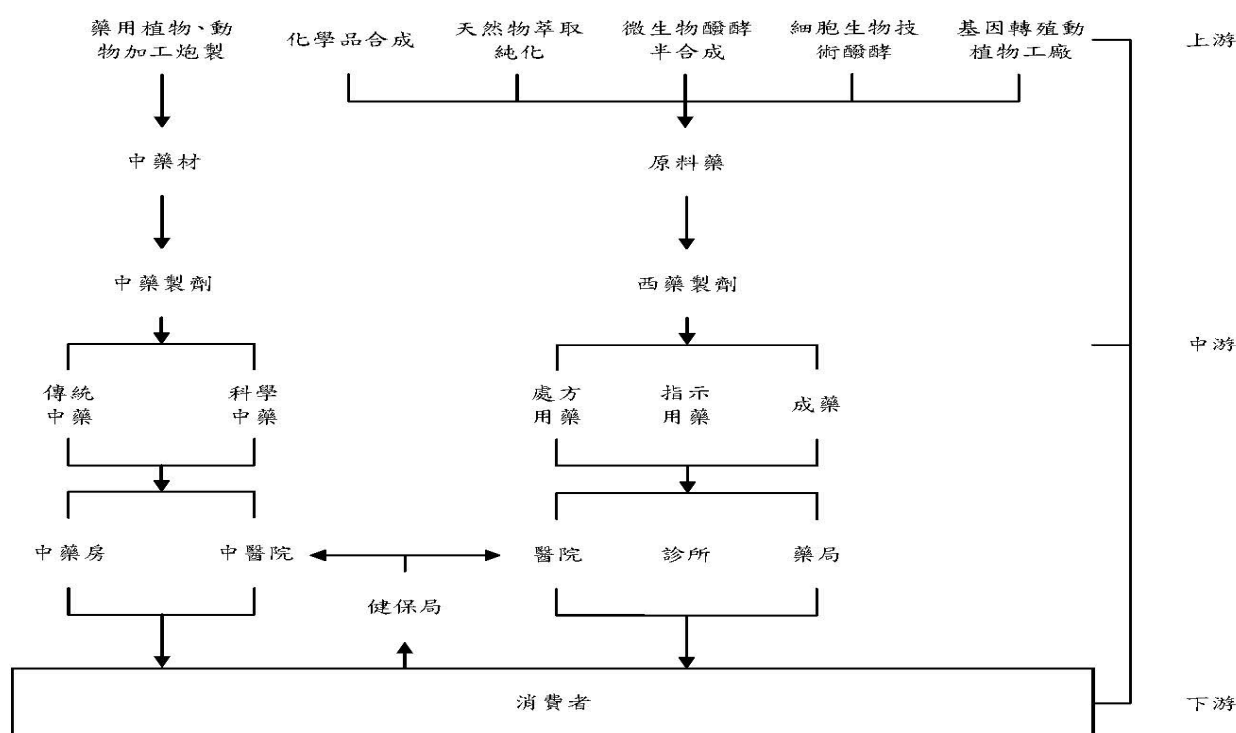 藥用植物、動
物加工炮製
化學品合成
天然物萃取
純化
微生物醱酵
半合成
細胞生物技
術醱酵
基因轉殖動
植物工廠
上游
中藥材
原料藥
中藥製劑
西藥製劑
中游
傳統
中藥
科學
中藥
處方
用藥
指示
用藥
成藥
中藥房
中醫院
醫院
診所
藥局
健保局
消費者
下游